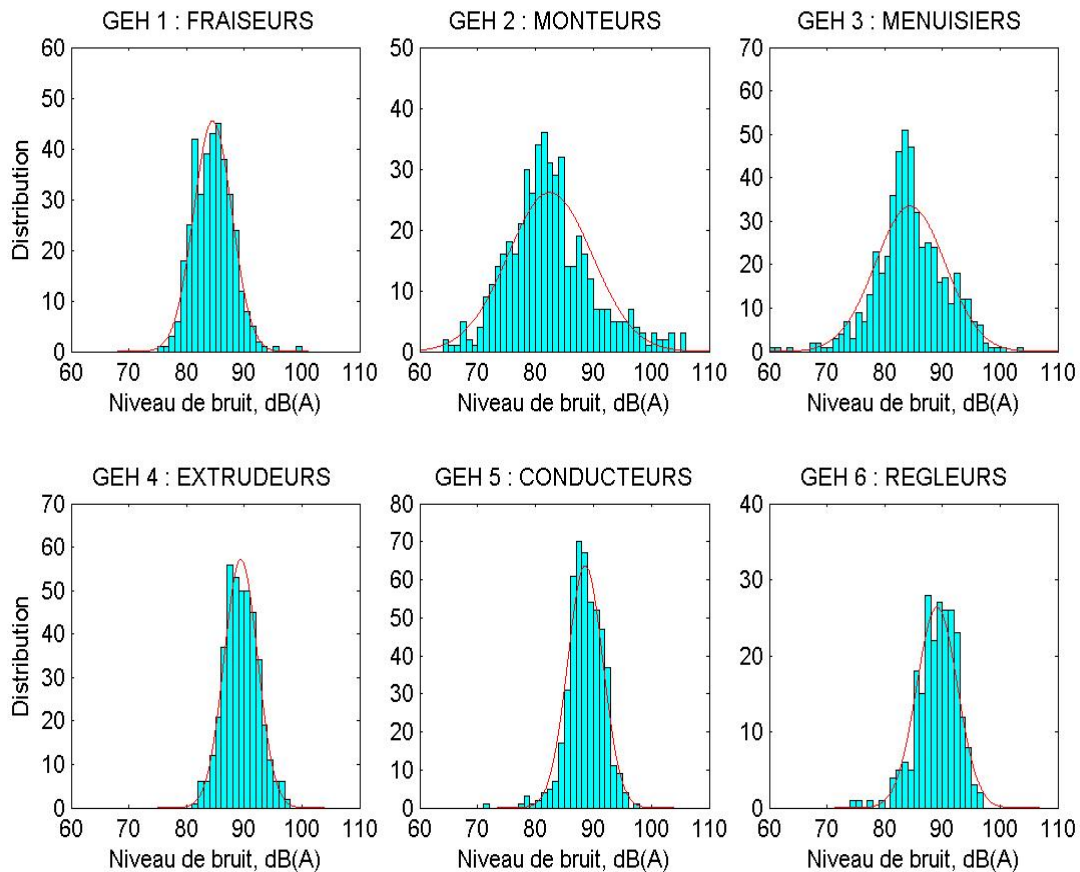 GEH 1 : FRAISEURS
60
50
40
30
20
10
0
60 70 80 90 100 110
Distribution
Niveau de bruit, dB(A)
GEH 2 : MONTEURS
50
40
30
20
10
0
60 70 80 90 100 110
Niveau de bruit, dB(A)
GEH 3 : MENUISIERS
70
60
50
40
30
20
10
0
60 70 80 90 100 110
Niveau de bruit, dB(A)
GEH 4 : EXTRUDEURS
70
60
50
40
30
20
10
0
60 70 80 90 100 110
Distribution
Niveau de bruit, dB(A)
GEH 5 : CONDUCTEURS
80
70
60
50
40
30
20
10
0
60 70 80 90 100 110
Niveau de bruit, dB(A)
GEH 6 : REGLEURS
40
30
20
10
0
60 70 80 90 100 110
Niveau de bruit, dB(A)